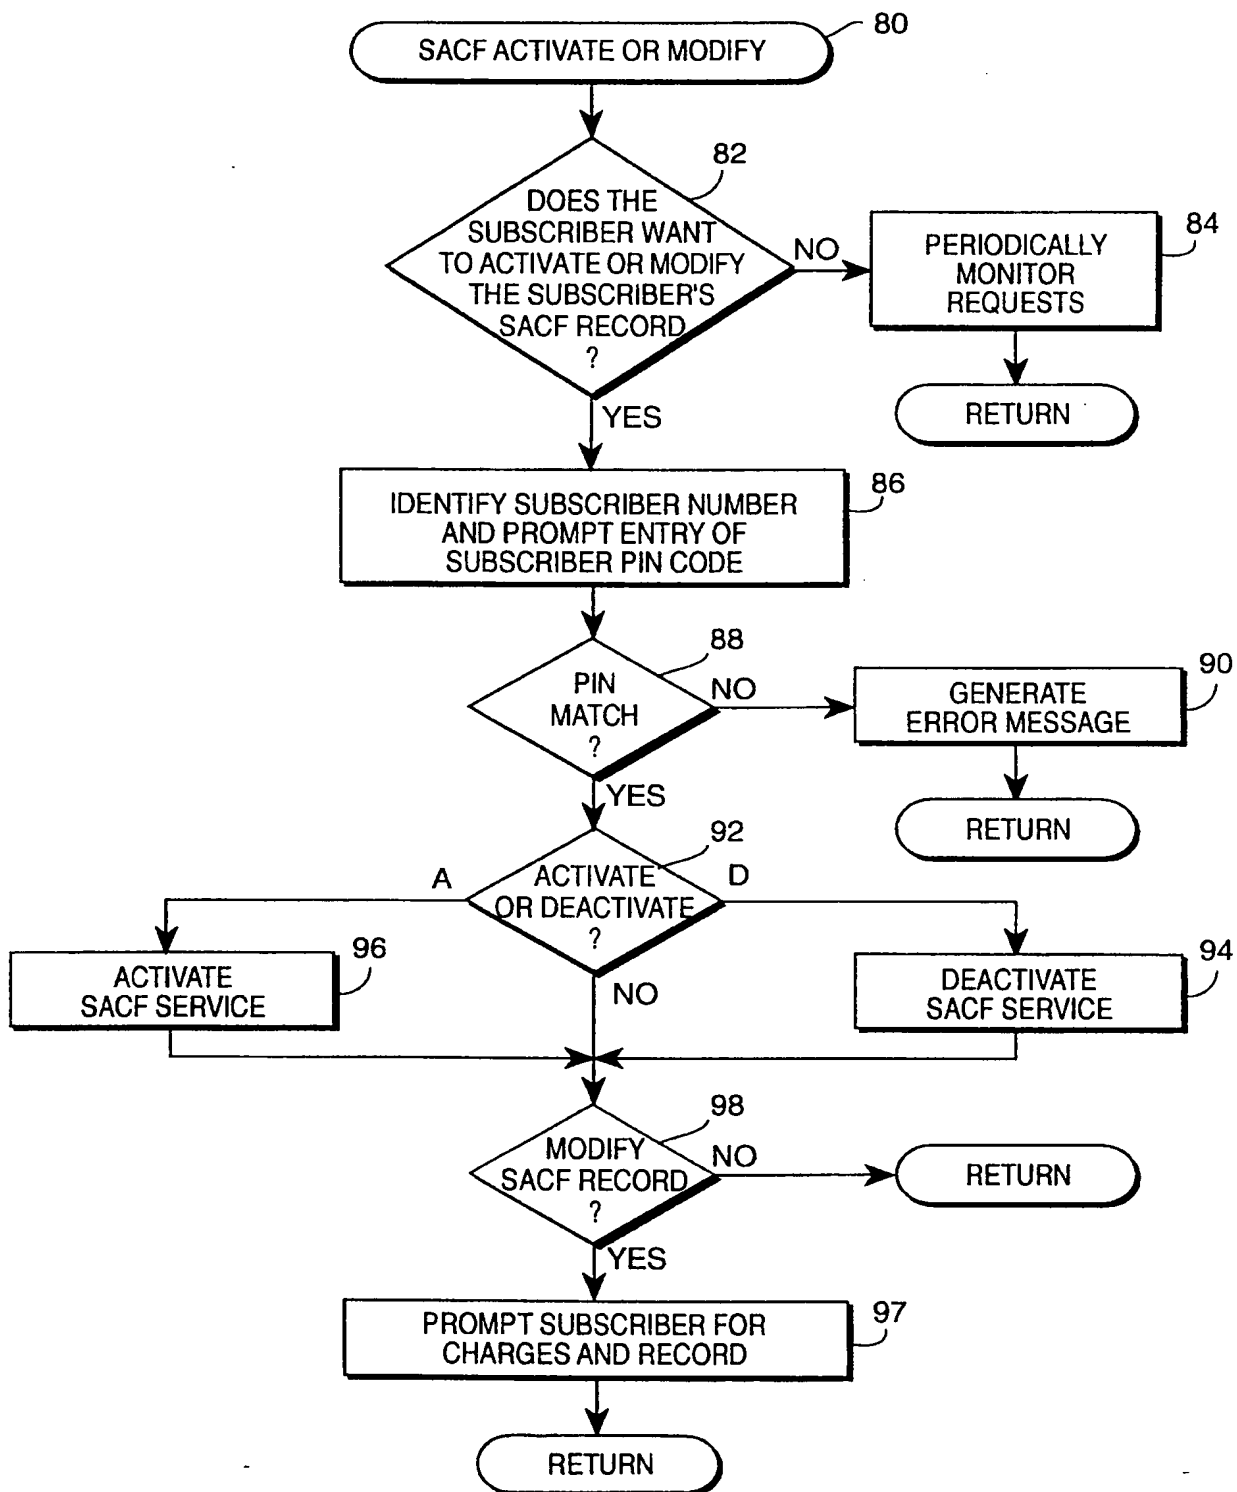 SACF ACTIVATE OR MODIFY
80
82
DOES THE
SUBSCRIBER WANT
TO ACTIVATE OR MODIFY
THE SUBSCRIBER'S
SACF RECORD
?
NO
PERIODICALLY
MONITOR
REQUESTS
84
RETURN
YES
IDENTIFY SUBSCRIBER NUMBER
AND PROMPT ENTRY OF
SUBSCRIBER PIN CODE
86
88
PIN
MATCH
?
NO
GENERATE
ERROR MESSAGE
90
RETURN
YES
92
ACTIVATE
OR DEACTIVATE
?
A
D
ACTIVATE
SACF SERVICE
96
NO
DEACTIVATE
SACF SERVICE
94
98
MODIFY
SACF RECORD
?
NO
RETURN
YES
PROMPT SUBSCRIBER FOR
CHARGES AND RECORD
97
RETURN